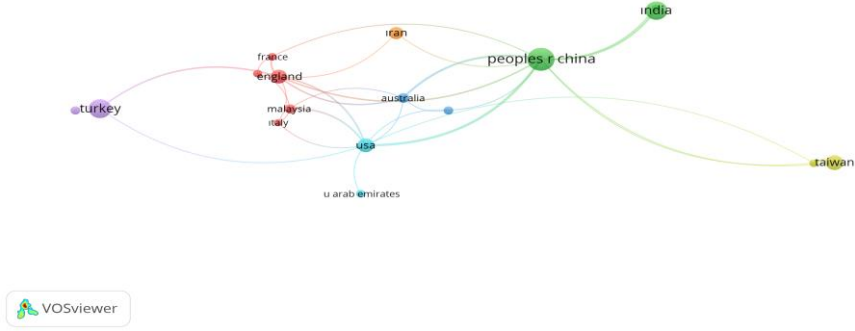 india
iran
france
peoples r china
england
australia
turkey
malaysia
italy
usa
taiwan
u arab emirates
VOSviewer